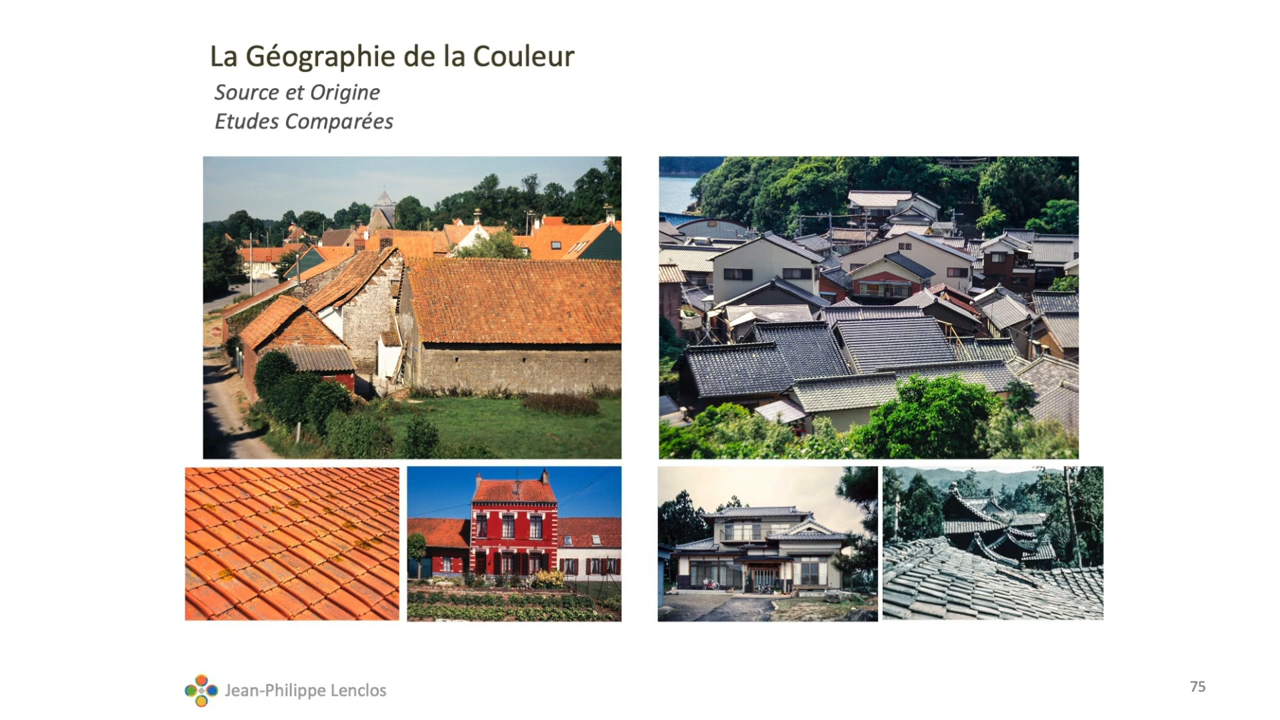 La Géographie de la Couleur
Source et Origine
Etudes Comparées
Jean-Philippe Lenclos
75